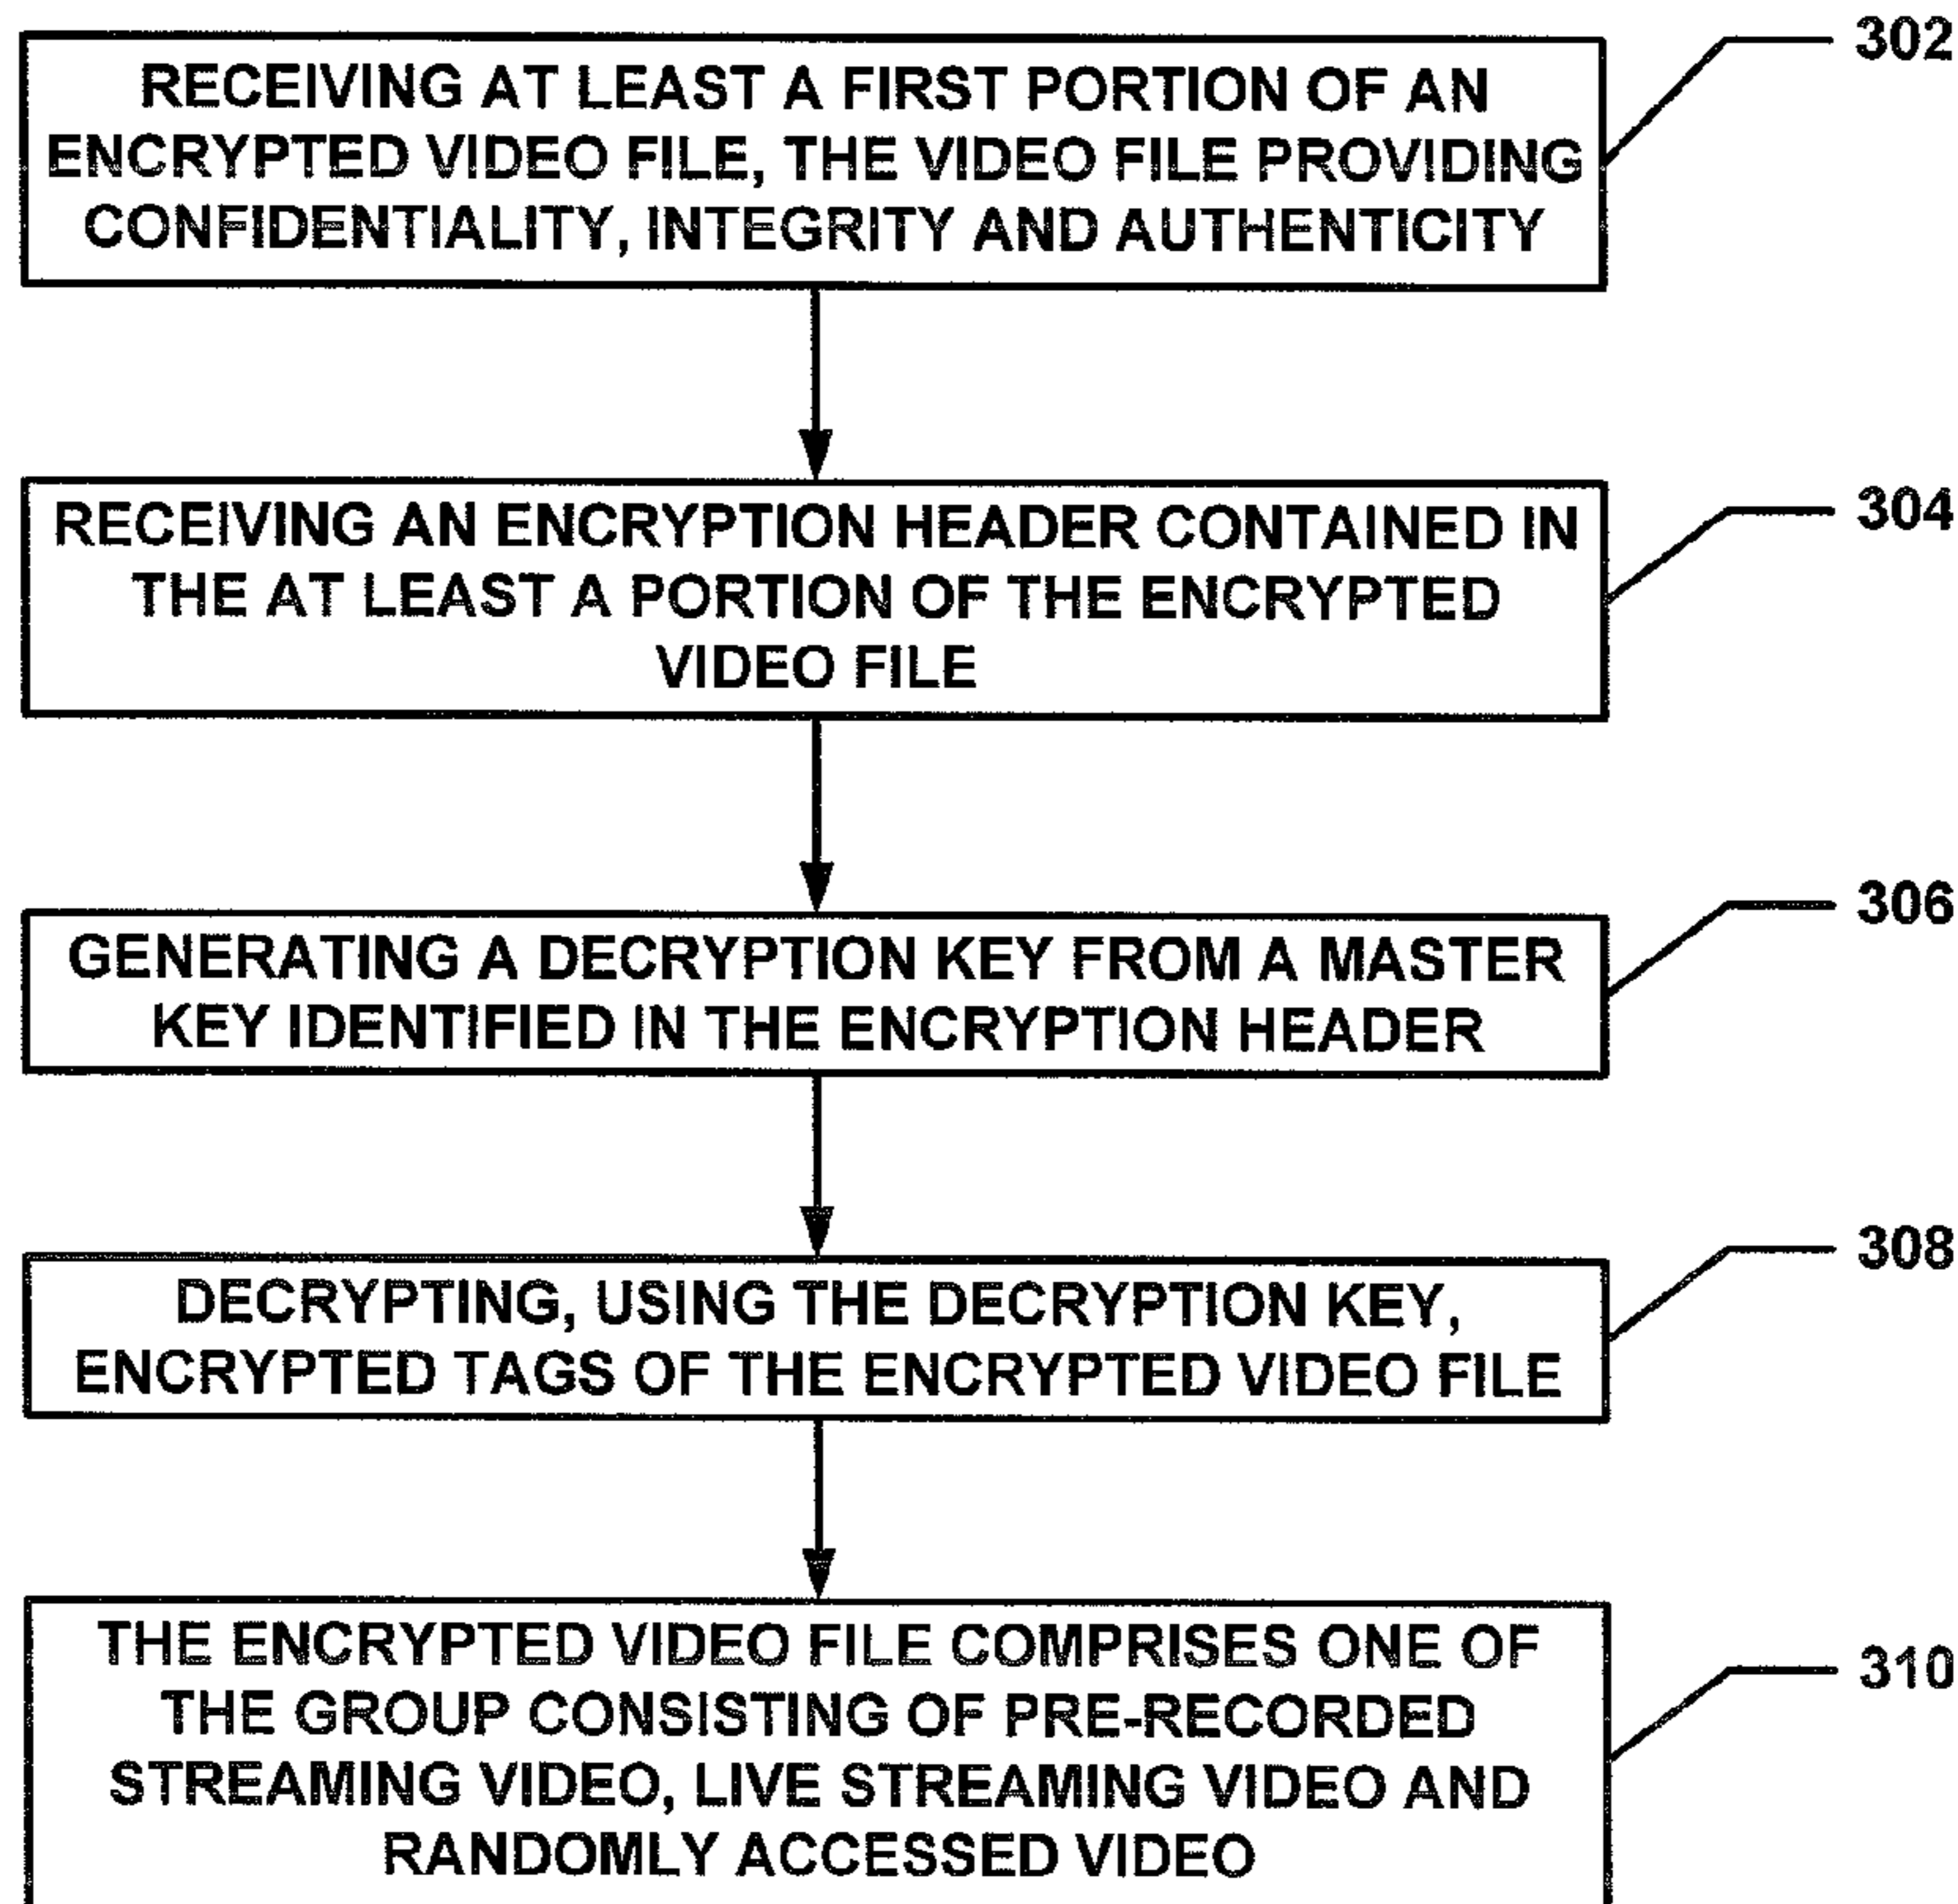 302
RECEIVING AT LEAST A FIRST PORTION OF AN
ENCRYPTED VIDEO FILE, THE VIDEO FILE PROVIDING
CONFIDENTIALITY, INTEGRITY AND AUTHENTICITY
304
RECEIVING AN ENCRYPTION HEADER CONTAINED IN
THE AT LEAST A PORTION OF THE ENCRYPTED
VIDEO FILE
306
GENERATING A DECRYPTION KEY FROM A MASTER
KEY IDENTIFIED IN THE ENCRYPTION HEADER
308
DECRYPTING, USING THE DECRYPTION KEY,
ENCRYPTED TAGS OF THE ENCRYPTED VIDEO FILE
310
THE ENCRYPTED VIDEO FILE COMPRISES ONE OF
THE GROUP CONSISTING OF PRE-RECORDED
STREAMING VIDEO, LIVE STREAMING VIDEO AND
RANDOMLY ACCESSED VIDEO